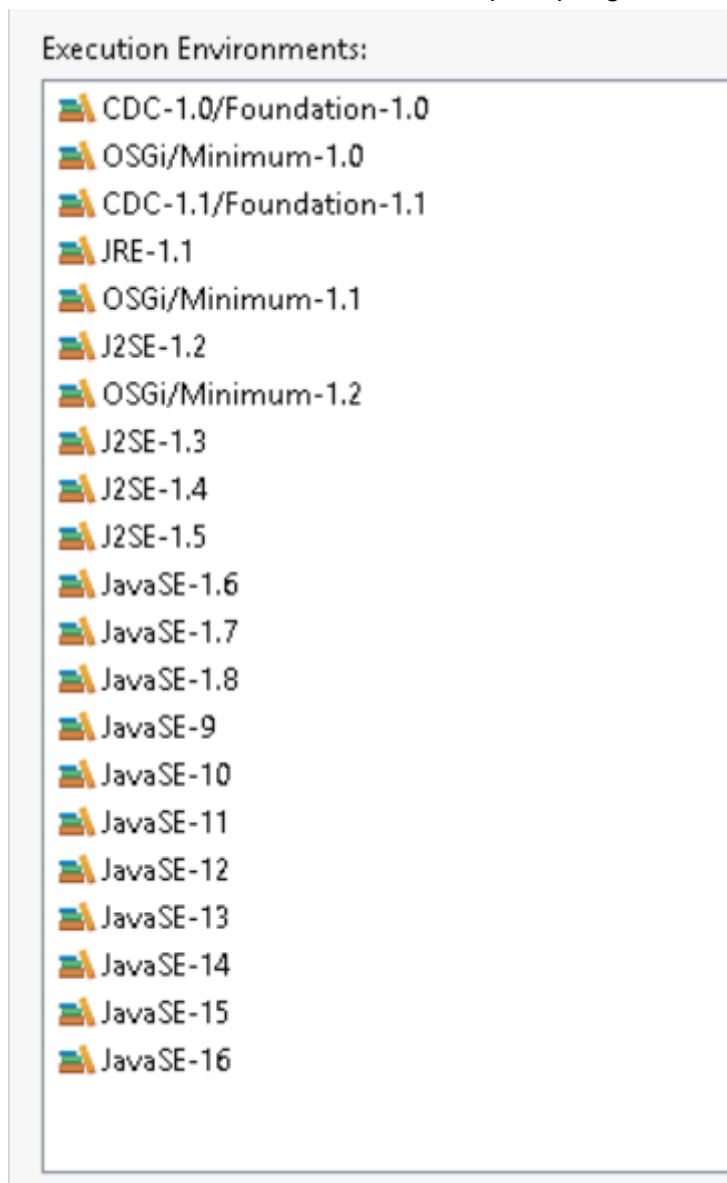 Execution Environments:
CDC-1.0/Foundation-1.0
OSGi/Minimum-1.0
CDC-1.1/Foundation-1.1
JRE-1.1
OSGi/Minimum-1.1
J2SE-1.2
OSGi/Minimum-1.2
J2SE-1.3
J2SE-1.4
J2SE-1.5
JavaSE-1.6
JavaSE-1.7
JavaSE-1.8
JavaSE-9
JavaSE-10
JavaSE-11
JavaSE-12
JavaSE-13
JavaSE-14
JavaSE-15
JavaSE-16